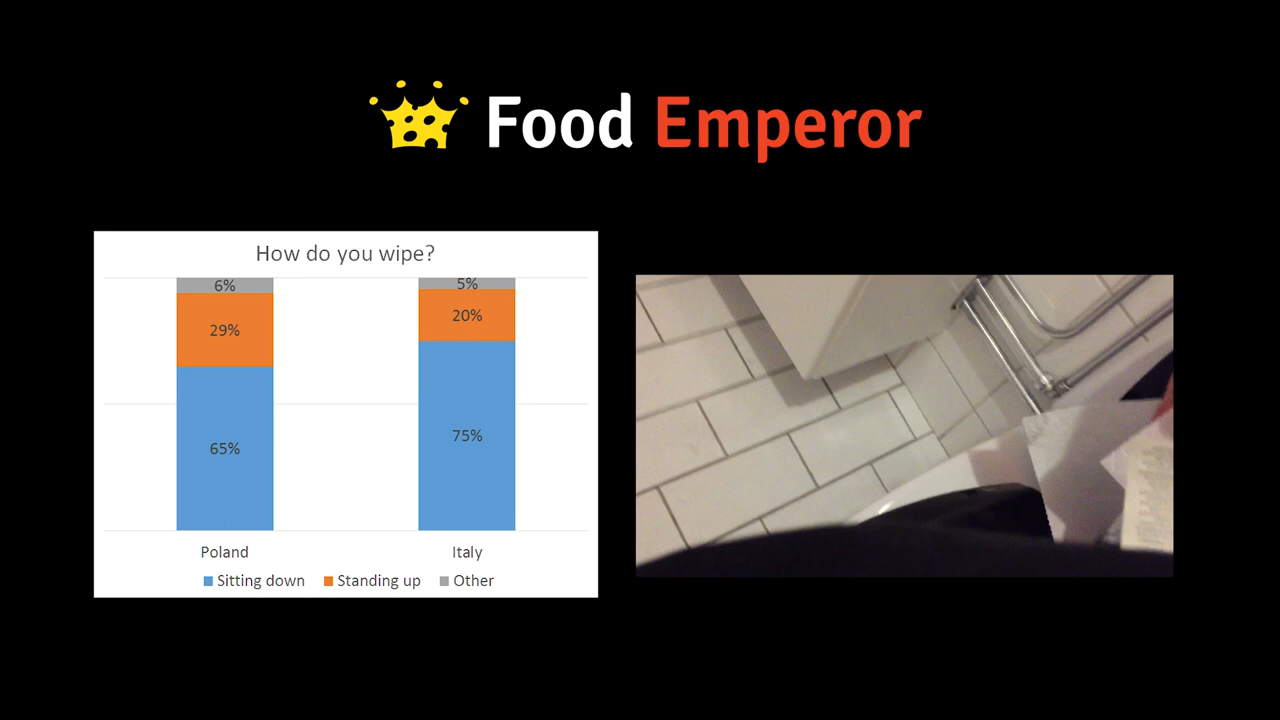 Food Emperor
How do you wipe?
6%
5%
29%
20%
65%
75%
Poland
Italy
Sitting down
Standing up
Other